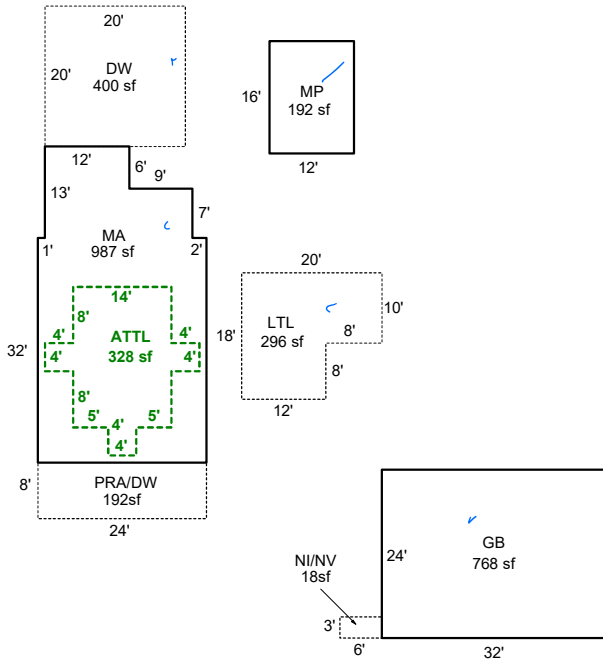 20'
20'
DW
400 sf
16'
MP
192 sf
12'
12'
6'
9'
13'
7'
1'
MA
987 sf
2'
14'
8'
4'
4'
ATTL
328 sf
4'
4'
8'
5'
4'
5'
4'
32'
20'
10'
LTL
296 sf
18'
8'
8'
12'
8'
PRA/DW
192sf
24'
GB
768 sf
24'
NI/NV
18sf
3'
6'
32'